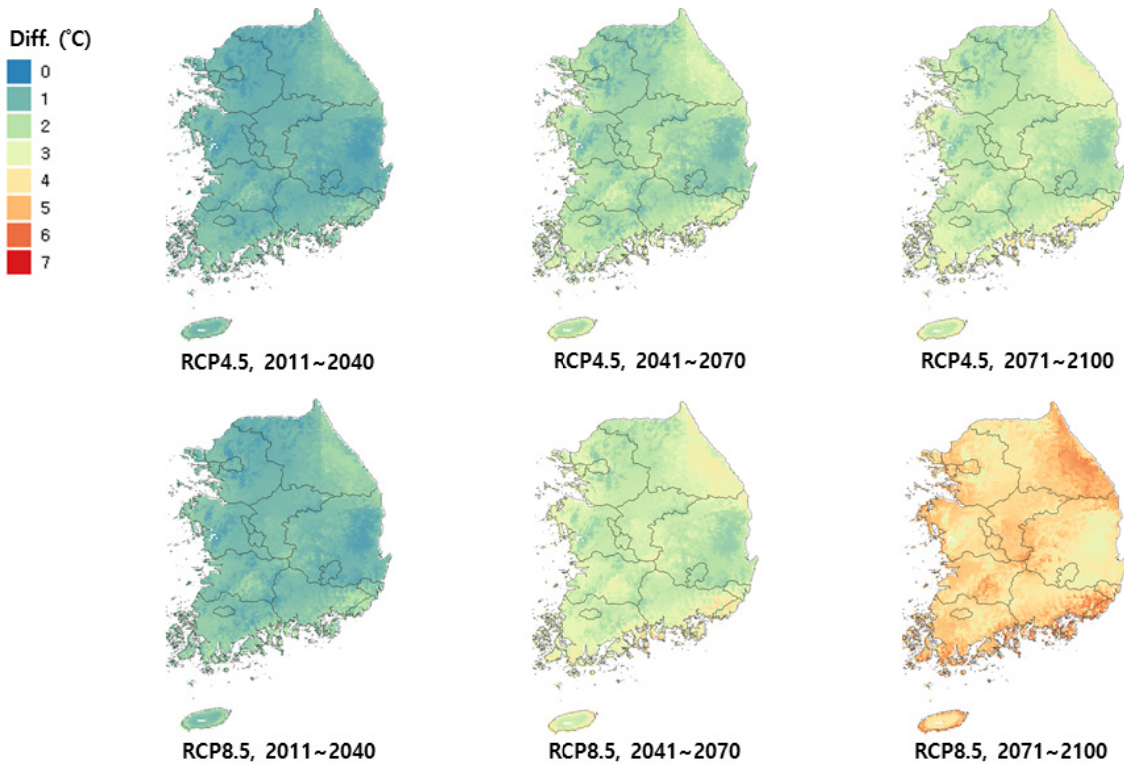 Diff. (℃)
0
1
2
3
4
5
6
7
RCP4.5, 2011~2040
RCP4.5, 2041~2070
RCP4.5, 2071~2100
RCP8.5, 2011~2040
RCP8.5, 2041~2070
RCP8.5, 2071~2100